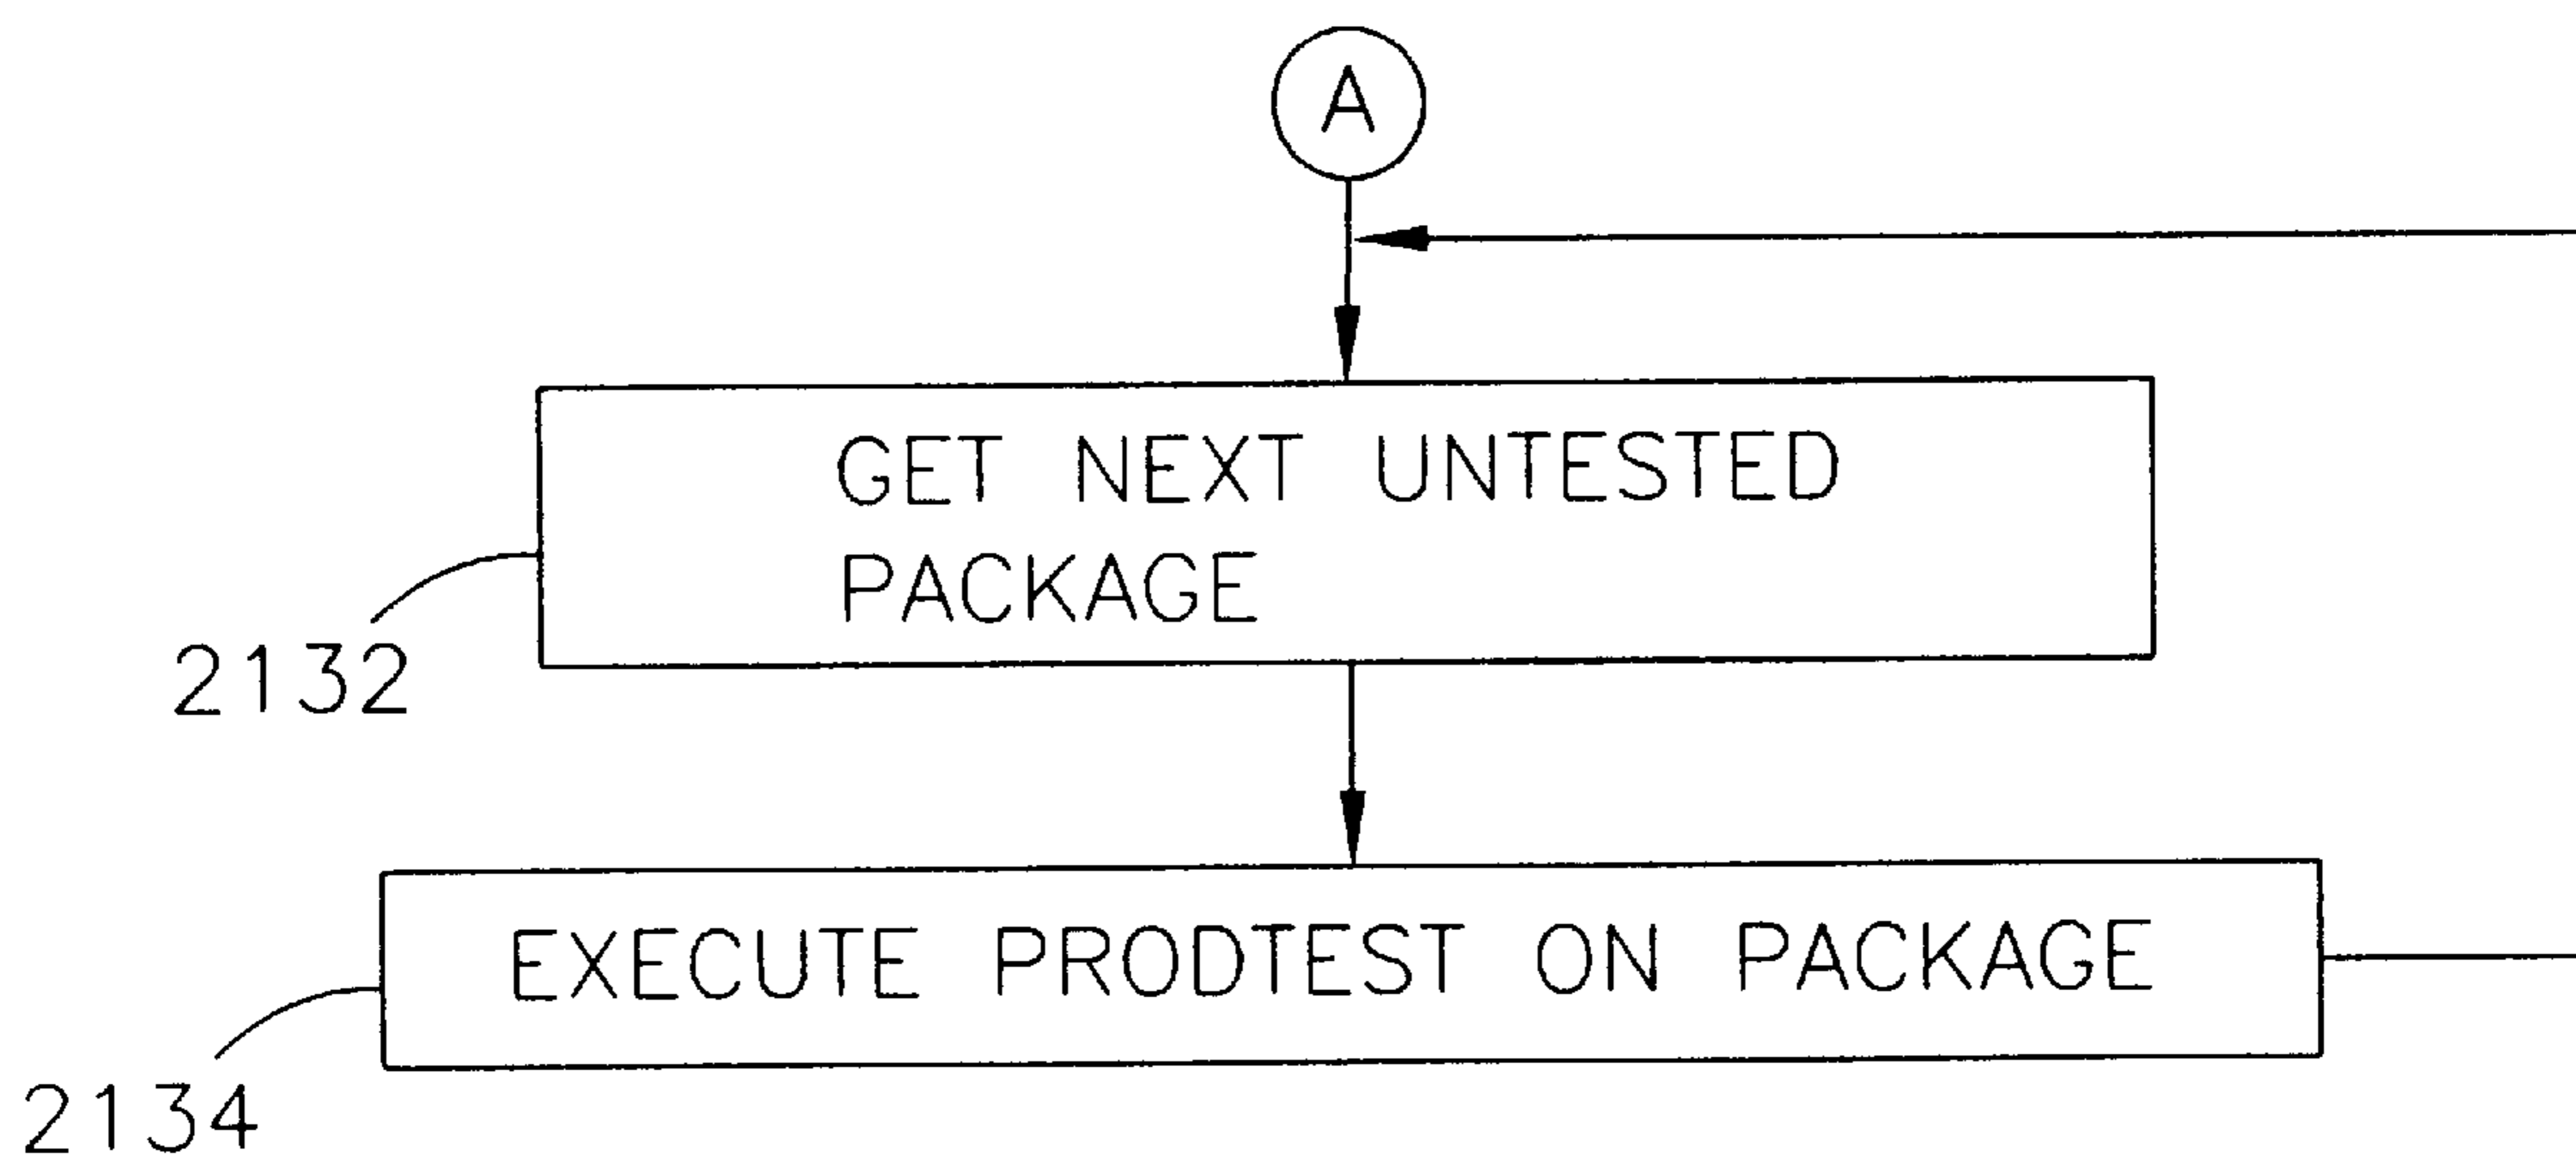 A
GET NEXT UNTESTED
PACKAGE
2132
EXECUTE PRODTEST ON PACKAGE
2134